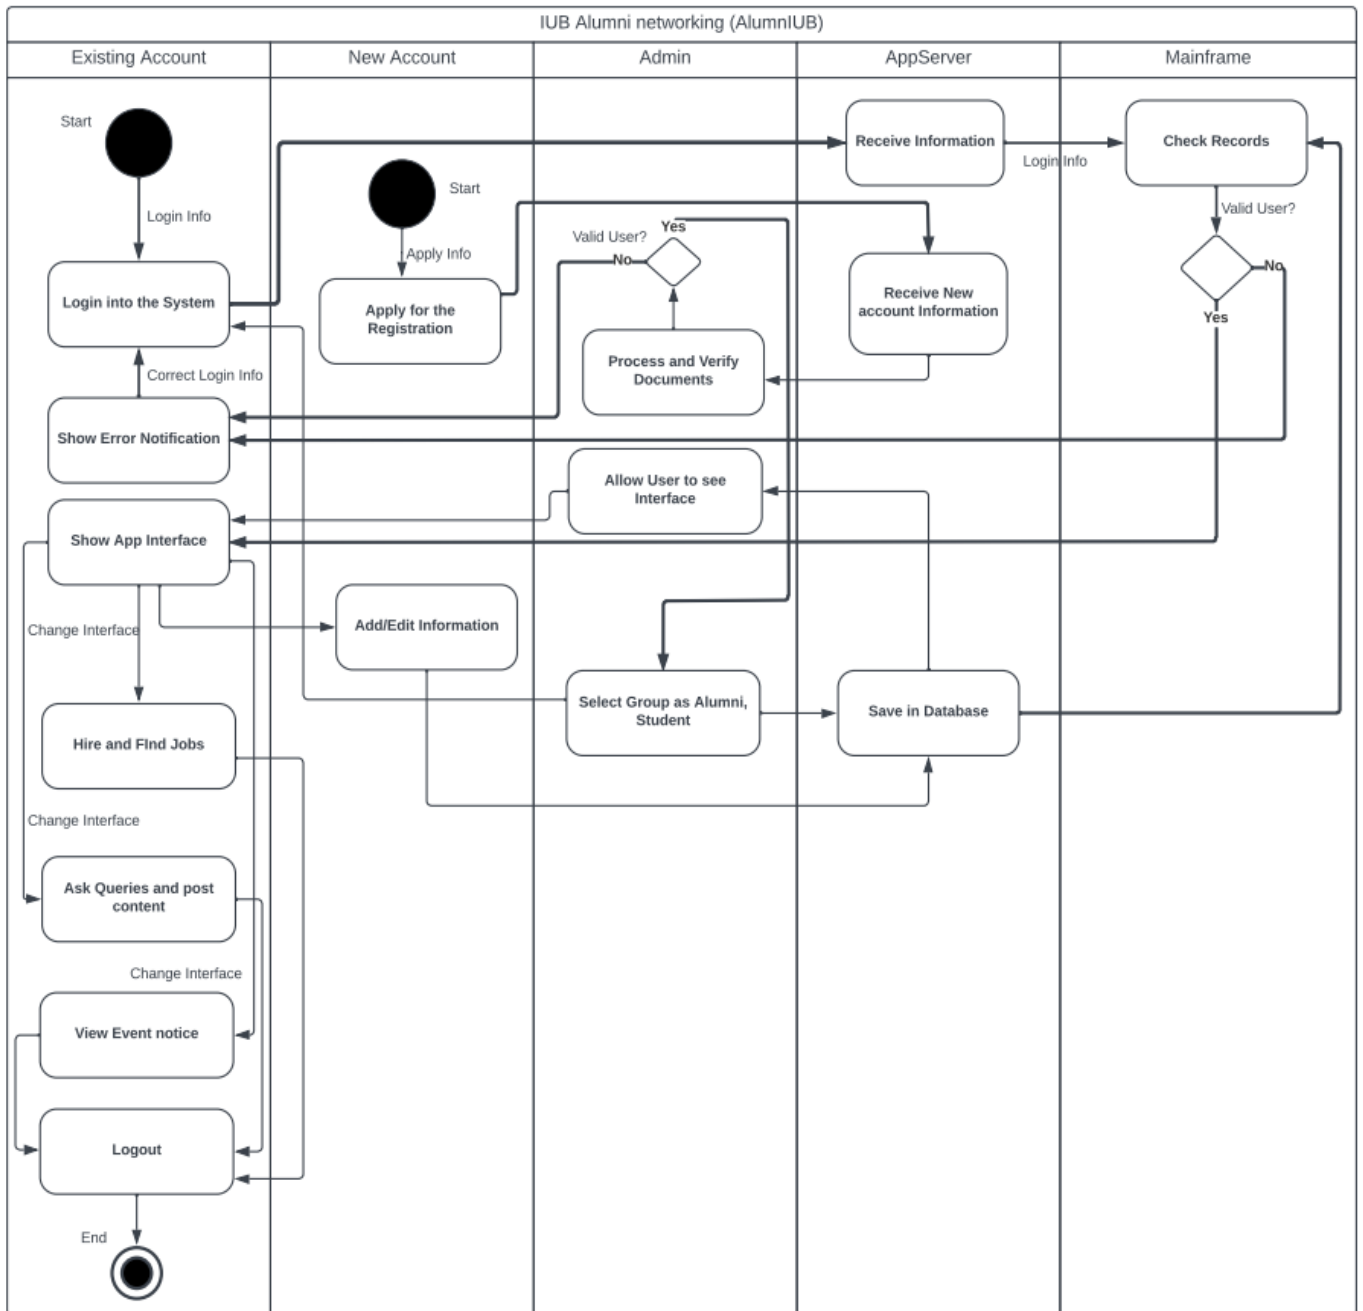 IUB Alumni networking (AlumnIUB)
Existing Account
New Account
Admin
AppServer
Mainframe
Start
Login Info
Login into the System
Correct Login Info
Show Error Notification
Show App Interface
Change Interface
Hire and FInd Jobs
Change Interface
Ask Queries and post
content
Change Interface
View Event notice
Logout
End
Start
Apply Info
Apply for the
Registration
Add/Edit Information
Yes
Valid User?
No
Process and Verify
Documents
Allow User to see
Interface
Select Group as Alumni,
Student
Receive Information
Login Info
Receive New
account Information
Save in Database
Check Records
Valid User?
No
Yes